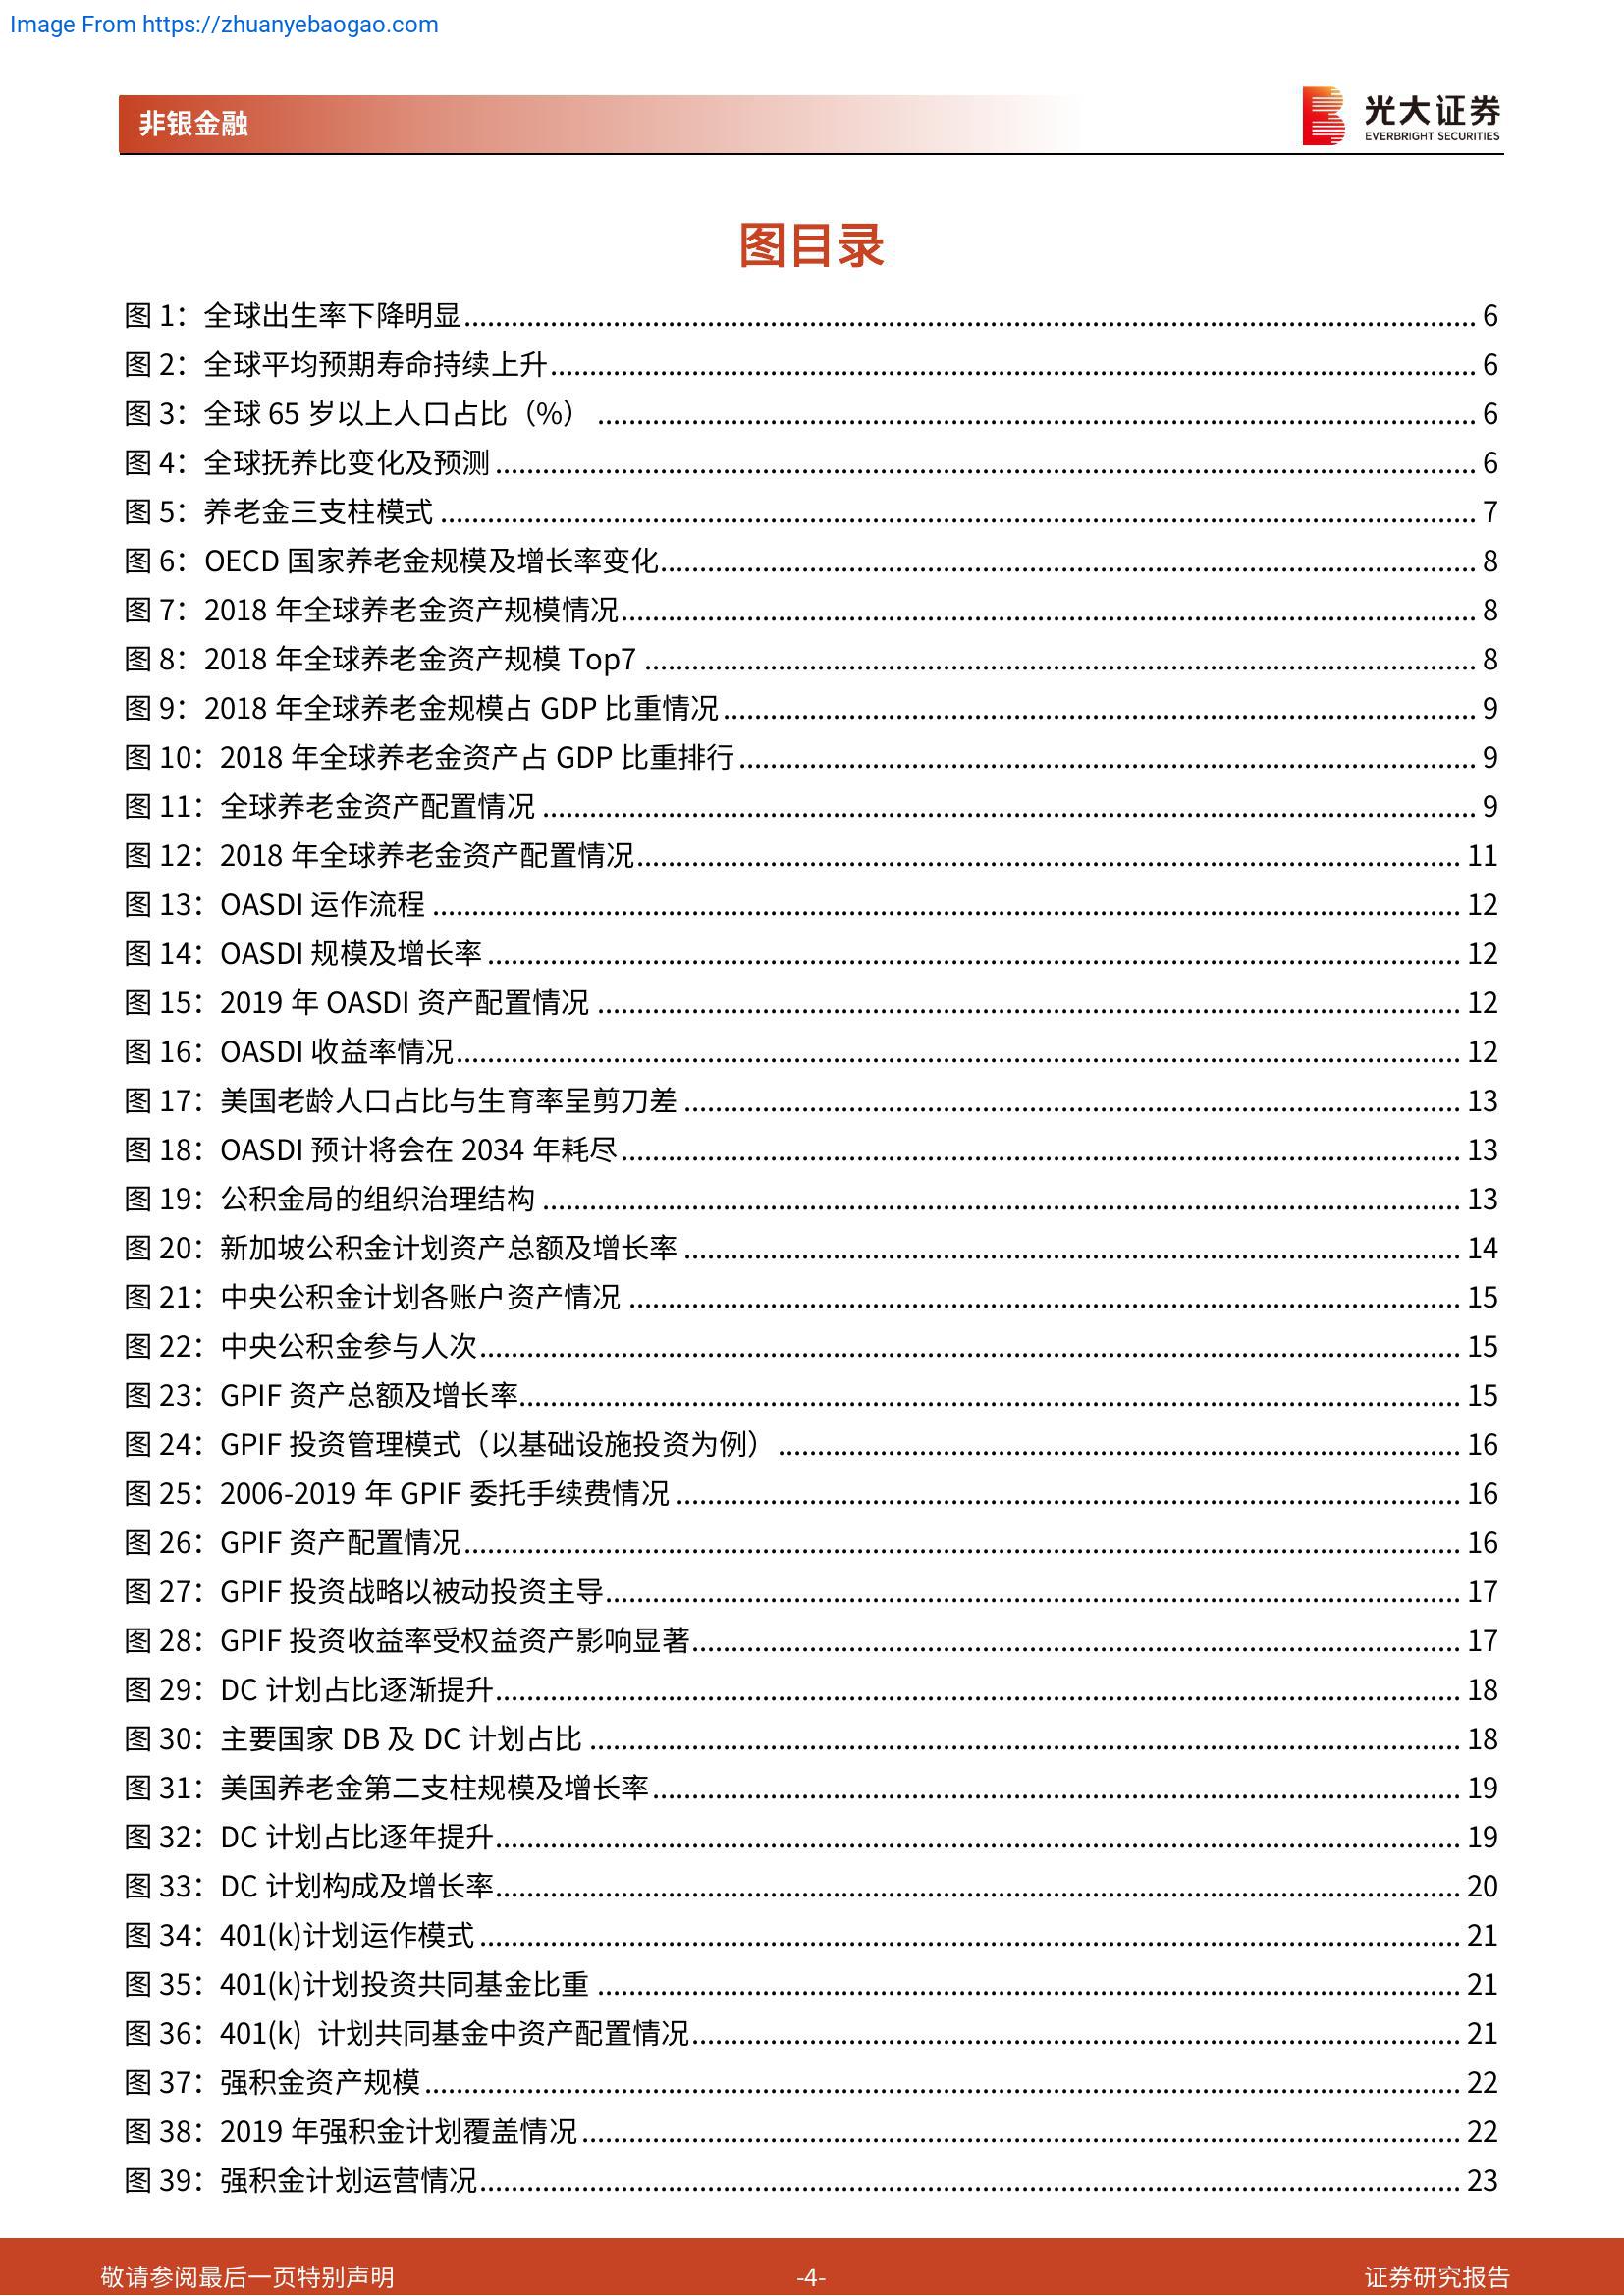 Image From https://zhuanyebaogao.com
非银金融
光大证券
EVERBRIGHT SECURITIES
图目录
图 1：全球出生率下降明显 6
图 2：全球平均预期寿命持续上升 6
图 3：全球 65 岁以上人口占比（%） 6
图 4：全球抚养比变化及预测 6
图 5：养老金三支柱模式 7
图 6：OECD 国家养老金规模及增长率变化 8
图 7：2018 年全球养老金资产规模情况 8
图 8：2018 年全球养老金资产规模 Top7 8
图 9：2018 年全球养老金规模占 GDP 比重情况 9
图 10：2018 年全球养老金资产占 GDP 比重排行 9
图 11：全球养老金资产配置情况 9
图 12：2018 年全球养老金资产配置情况 11
图 13：OASDI 运作流程 12
图 14：OASDI 规模及增长率 12
图 15：2019 年 OASDI 资产配置情况 12
图 16：OASDI 收益率情况 12
图 17：美国老龄人口占比与生育率呈剪刀差 13
图 18：OASDI 预计将会在 2034 年耗尽 13
图 19：公积金局的组织治理结构 13
图 20：新加坡公积金计划资产总额及增长率 14
图 21：中央公积金计划各账户资产情况 15
图 22：中央公积金参与人次 15
图 23：GPIF 资产总额及增长率 15
图 24：GPIF 投资管理模式（以基础设施投资为例） 16
图 25：2006-2019 年 GPIF 委托手续费情况 16
图 26：GPIF 资产配置情况 16
图 27：GPIF 投资战略以被动投资主导 17
图 28：GPIF 投资收益率受权益资产影响显著 17
图 29：DC 计划占比逐渐提升 18
图 30：主要国家 DB 及 DC 计划占比 18
图 31：美国养老金第二支柱规模及增长率 19
图 32：DC 计划占比逐年提升 19
图 33：DC 计划构成及增长率 20
图 34：401(k)计划运作模式 21
图 35：401(k)计划投资共同基金比重 21
图 36：401(k) 计划共同基金中资产配置情况 21
图 37：强积金资产规模 22
图 38：2019 年强积金计划覆盖情况 22
图 39：强积金计划运营情况 23
敬请参阅最后一页特别声明 -4- 证券研究报告